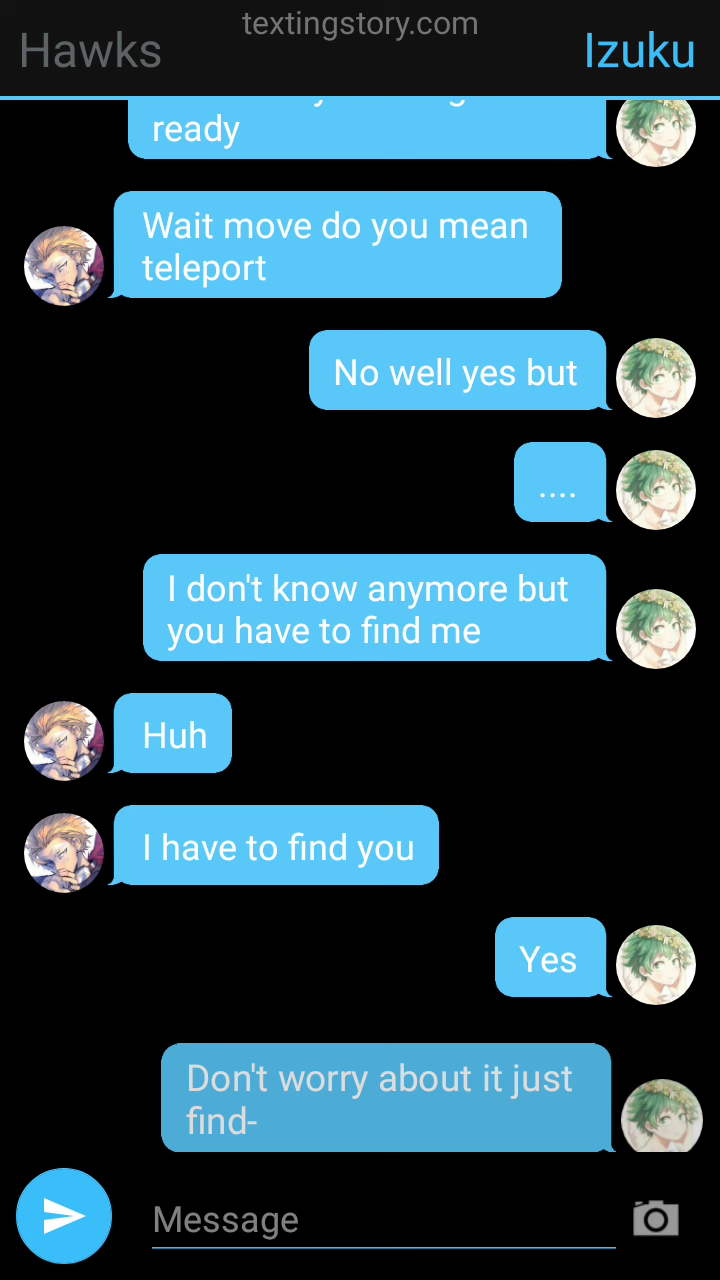 textingstory.com
Hawks
Izuku
ready
Wait move do you mean
teleport
No well yes but
....
I don't know anymore but
you have to find me
Huh
I have to find you
Yes
Don't worry about it just
find-
Message